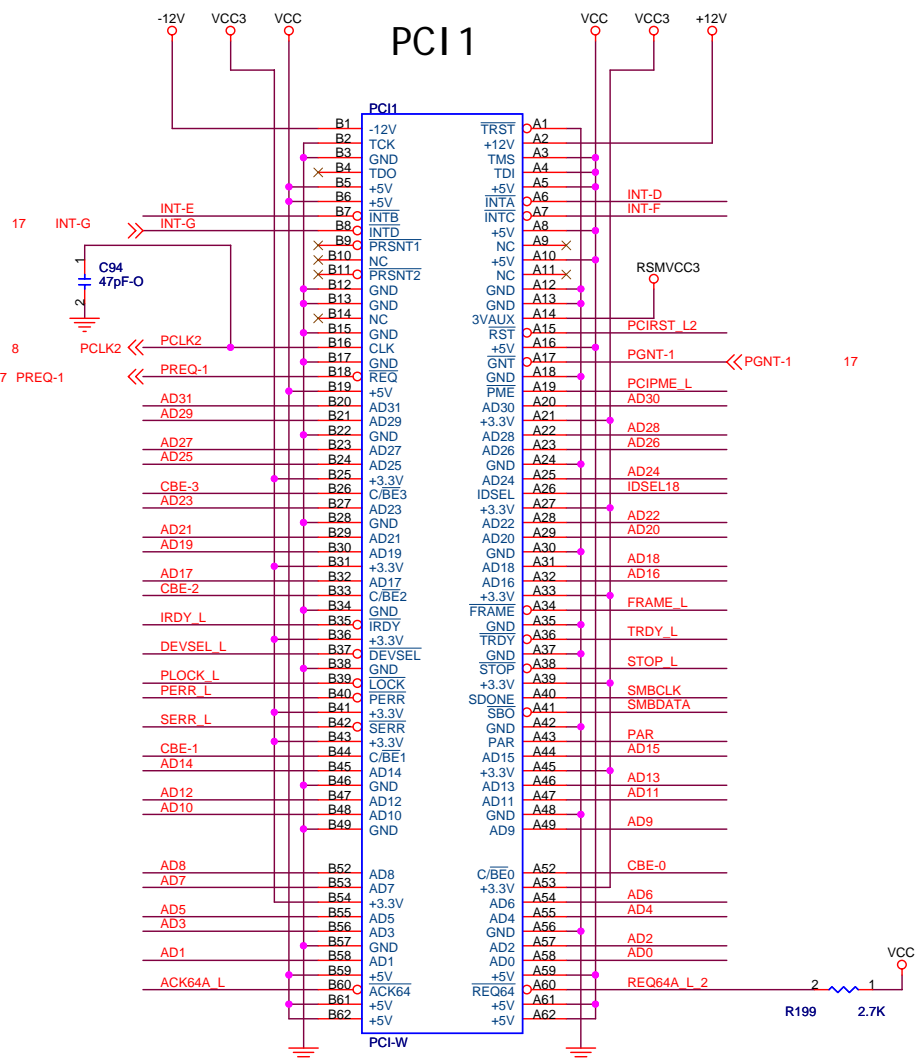 -12V VCC3 VCC VCC VCC3 +12V
PCI1
PCI1
B1 -12V TRST A1
B2 TCK +12V A2
B3 GND TMS A3
B4 TDO TDI A4
B5 +5V +5V A5
B6 +5V INTA A6 INT-D
INT-E B7 INTB INTC A7 INT-F
17 INT-G INT-G B8 INTD +5V A8
B9 PRSNT1 NC A9
B10 NC +5V A10
1 C94 B11 PRSNT2 NC A11 RSMVCC3
47pF-O B12 GND GND A12
2 B13 GND GND A13
B14 NC 3VAUX A14
B15 GND RST A15 PCIRST_L2
8 PCLK2 PCLK2 B16 CLK +5V A16
B17 GND GNT A17 PGNT-1 PGNT-1 17
7 PREQ-1 PREQ-1 B18 REQ GND A18
B19 +5V PME A19 PCIPME_L
AD31 B20 AD31 AD30 A20 AD30
AD29 B21 AD29 +3.3V A21
B22 GND AD28 A22 AD28
AD27 B23 AD27 AD26 A23 AD26
AD25 B24 AD25 GND A24
B25 +3.3V AD24 A25 AD24
CBE-3 B26 C/BE3 IDSEL A26 IDSEL18
AD23 B27 AD23 +3.3V A27
B28 GND AD22 A28 AD22
AD21 B29 AD21 AD20 A29 AD20
AD19 B30 AD19 GND A30
B31 +3.3V AD18 A31 AD18
AD17 B32 AD17 AD16 A32 AD16
CBE-2 B33 C/BE2 +3.3V A33
B34 GND FRAME A34 FRAME_L
IRDY_L B35 IRDY GND A35
B36 +3.3V TRDY A36 TRDY_L
DEVSEL_L B37 DEVSEL GND A37
B38 GND STOP A38 STOP_L
PLOCK_L B39 LOCK +3.3V A39
PERR_L B40 PERR SDONE A40 SMBCLK
B41 +3.3V SBO A41 SMBDATA
SERR_L B42 SERR GND A42
B43 +3.3V PAR A43 PAR
CBE-1 B44 C/BE1 AD15 A44 AD15
AD14 B45 AD14 +3.3V A45
B46 GND AD13 A46 AD13
AD12 B47 AD12 AD11 A47 AD11
AD10 B48 AD10 GND A48
B49 GND AD9 A49 AD9
AD8 B52 AD8 C/BE0 A52 CBE-0
AD7 B53 AD7 +3.3V A53
B54 +3.3V AD6 A54 AD6
AD5 B55 AD5 AD4 A55 AD4
AD3 B56 AD3 GND A56
B57 GND AD2 A57 AD2
AD1 B58 AD1 AD0 A58 AD0
B59 +5V +5V A59 VCC
ACK64A_L B60 ACK64 REQ64 A60 REQ64A_L_2 2 1
B61 +5V +5V A61 R199 2.7K
B62 +5V +5V A62
PCI-W